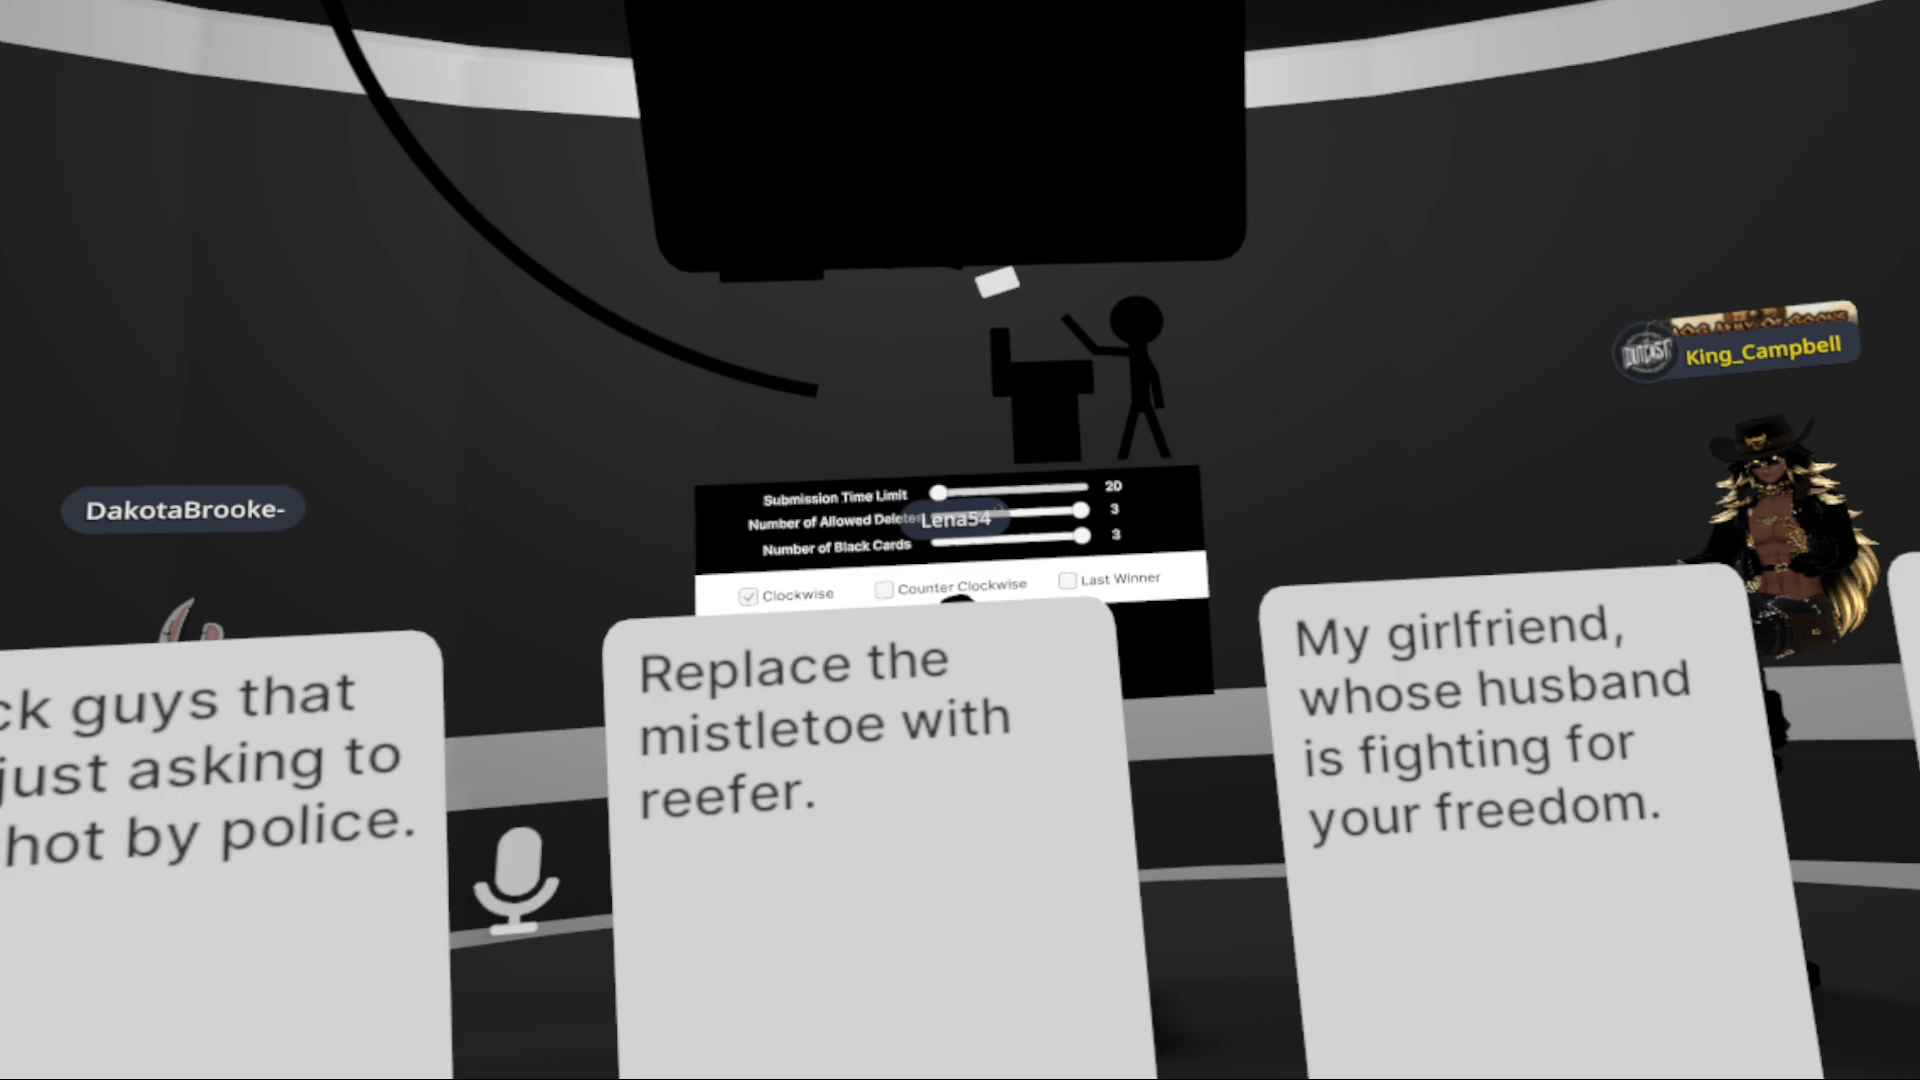 OUTCAST
King_Campbell
DakotaBrooke-
Submission Time Limit 20
Number of Allowed Deletes 3
Lena54
Number of Black Cards 3
Clockwise
Counter Clockwise
Last Winner
ck guys that
just asking to
hot by police.
Replace the
mistletoe with
reefer.
My girlfriend,
whose husband
is fighting for
your freedom.